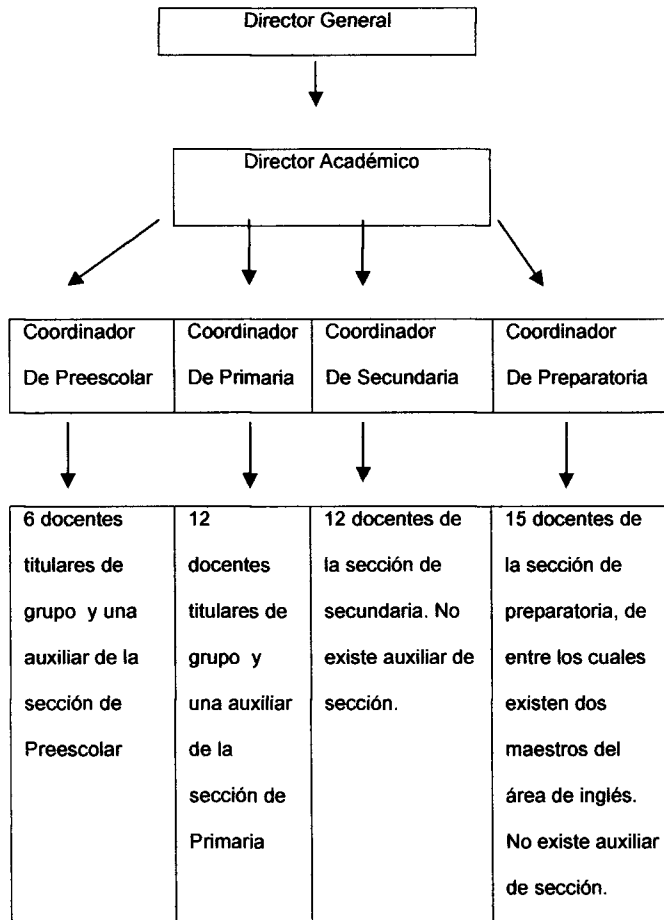 Director General
Director Académico
Coordinador
De Preescolar
Coordinador
De Primaria
Coordinador
De Secundaria
Coordinador
De Preparatoria
6 docentes
titulares de
grupo y una
auxiliar de la
sección de
Preescolar
12
docentes
titulares de
grupo y
una auxiliar
de la
sección de
Primaria
12 docentes de
la sección de
secundaria. No
existe auxiliar de
sección.
15 docentes de
la sección de
preparatoria, de
entre los cuales
existen dos
maestros del
área de inglés.
No existe auxiliar
de sección.